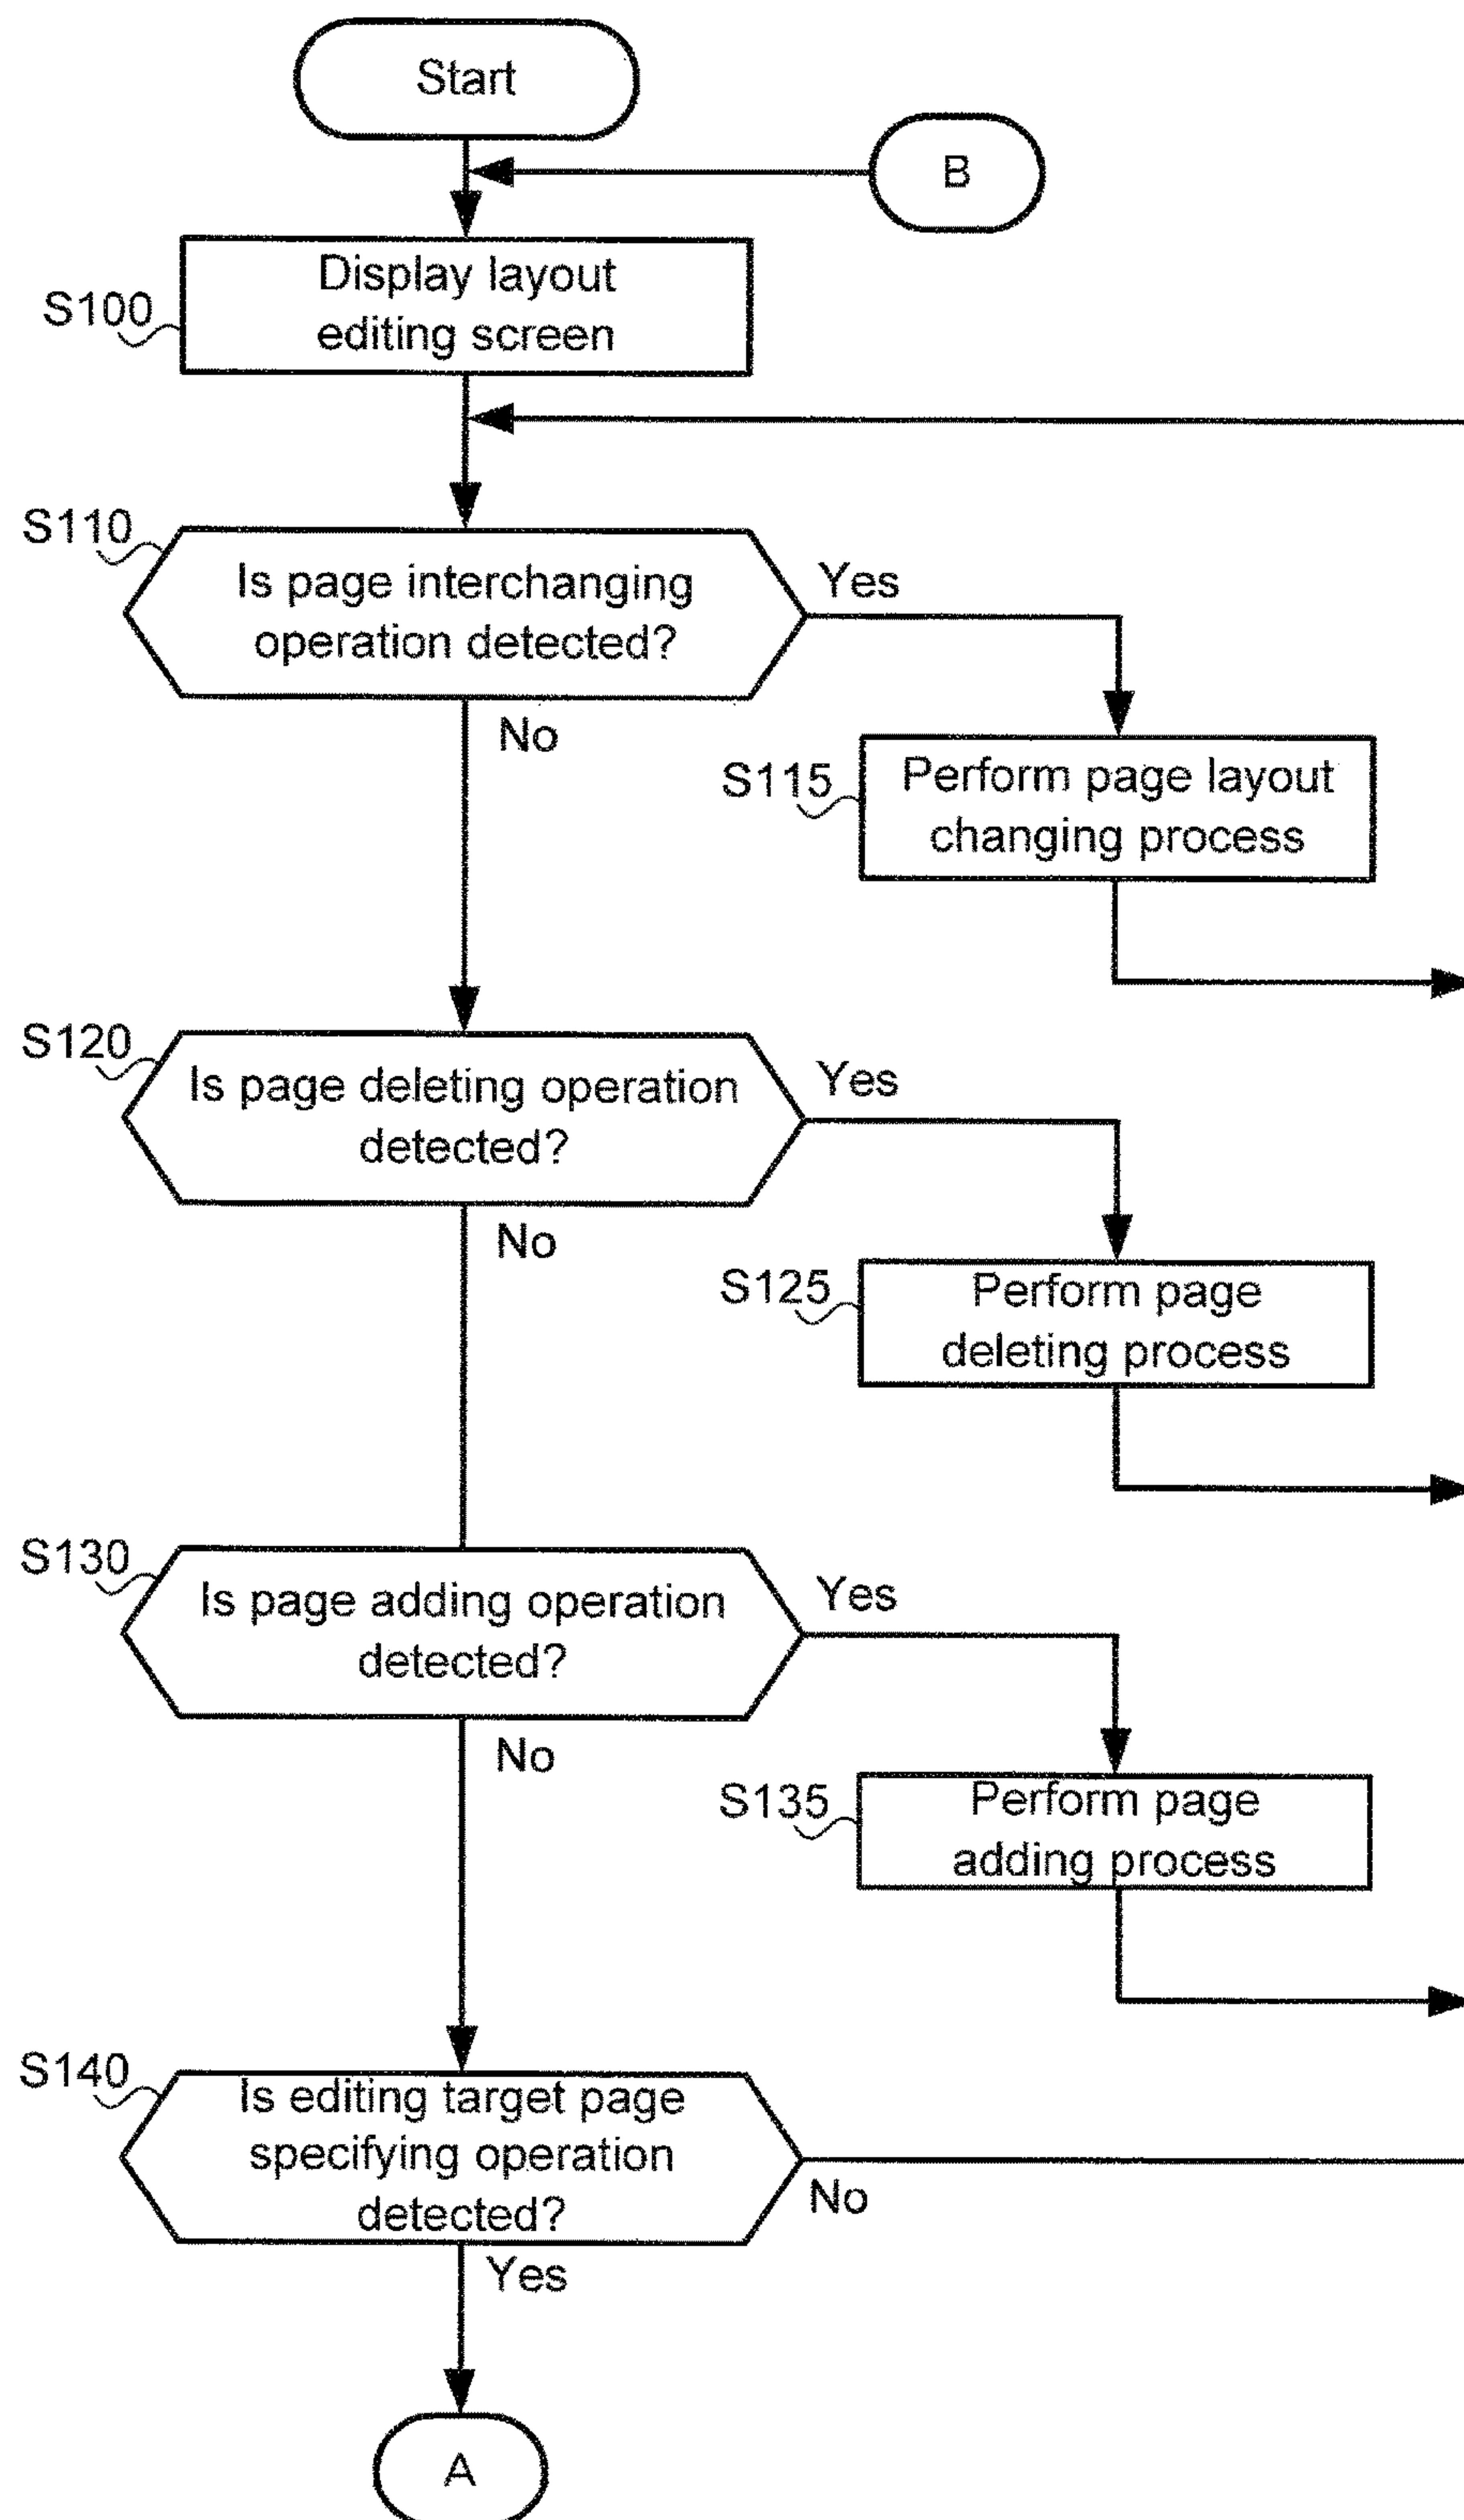 Start
B
S100
Display layout
editing screen
S110
Is page interchanging
operation detected?
Yes
No
S115
Perform page layout
changing process
S120
Is page deleting operation
detected?
Yes
No
S125
Perform page
deleting process
S130
Is page adding operation
detected?
Yes
No
S135
Perform page
adding process
S140
Is editing target page
specifying operation
detected?
No
Yes
A